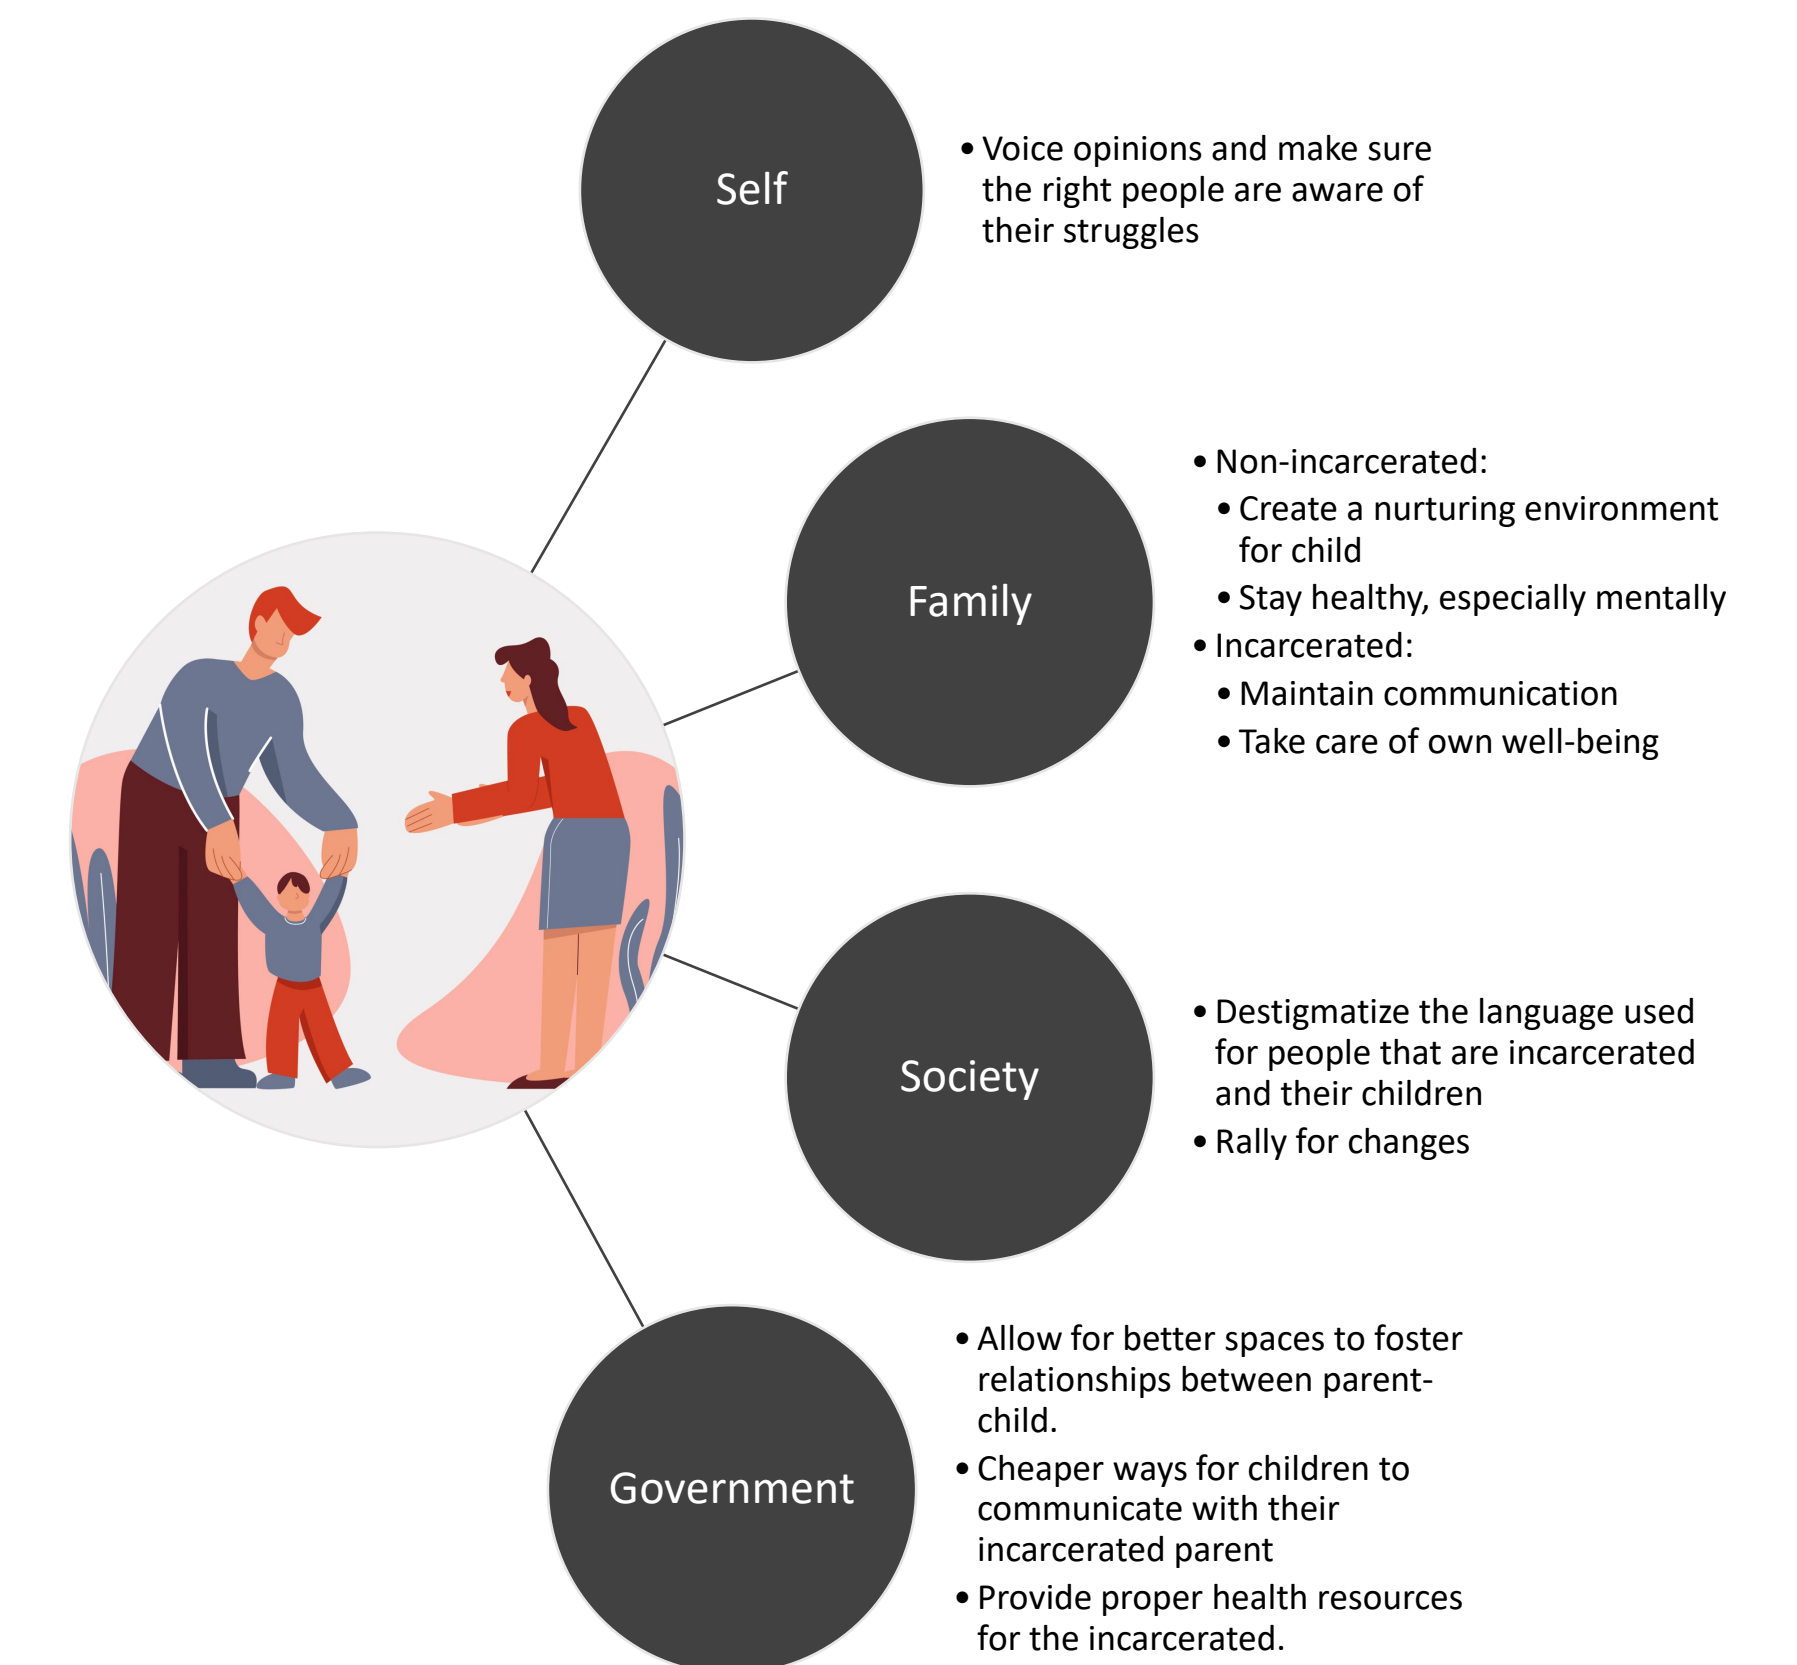 Self
• Voice opinions and make sure
the right people are aware of
their struggles
Family
• Non-incarcerated:
• Create a nurturing environment
for child
• Stay healthy, especially mentally
• Incarcerated:
• Maintain communication
• Take care of own well-being
Society
• Destigmatize the language used
for people that are incarcerated
and their children
• Rally for changes
Government
• Allow for better spaces to foster
relationships between parent-
child.
• Cheaper ways for children to
communicate with their
incarcerated parent
• Provide proper health resources
for the incarcerated.